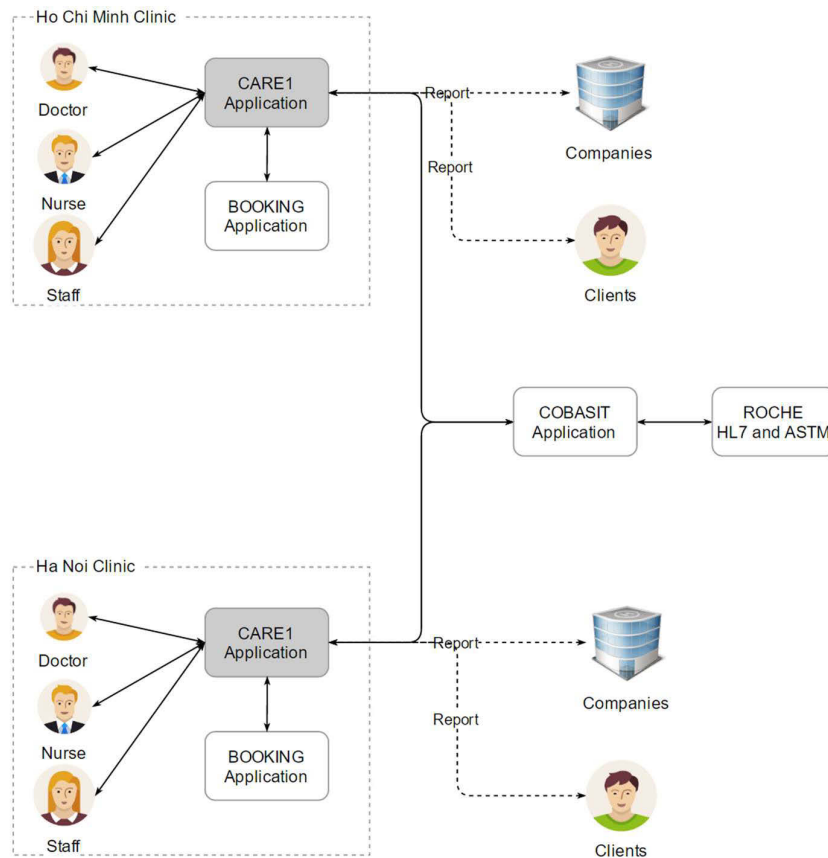 Ho Chi Minh Clinic
Doctor
Nurse
Staff
CARE1
Application
BOOKING
Application
Report
Report
Companies
Clients
COBASIT
Application
ROCHE
HL7 and ASTM
Ha Noi Clinic
Doctor
Nurse
Staff
CARE1
Application
BOOKING
Application
Report
Report
Companies
Clients